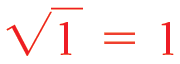 √1 = 1